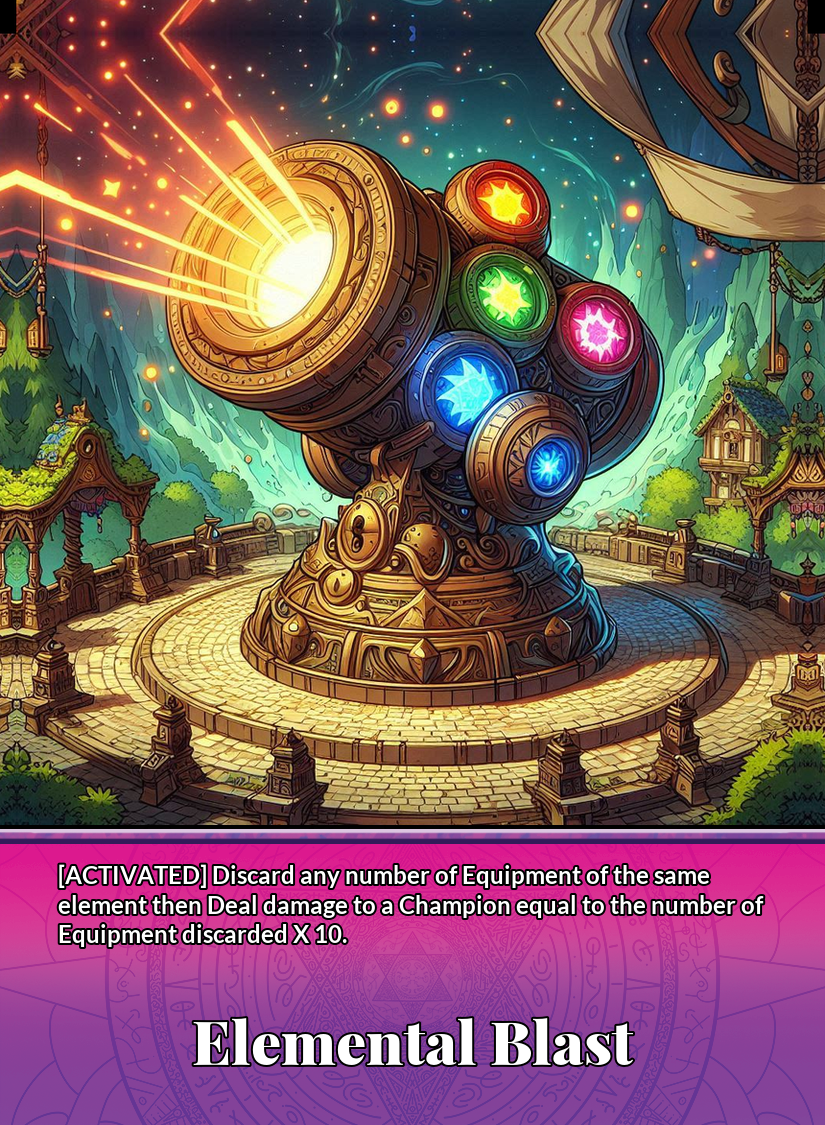 [ACTIVATED] Discard any number of Equipment of the same
element then Deal damage to a Champion equal to the number of
Equipment discarded X 10.
Elemental Blast